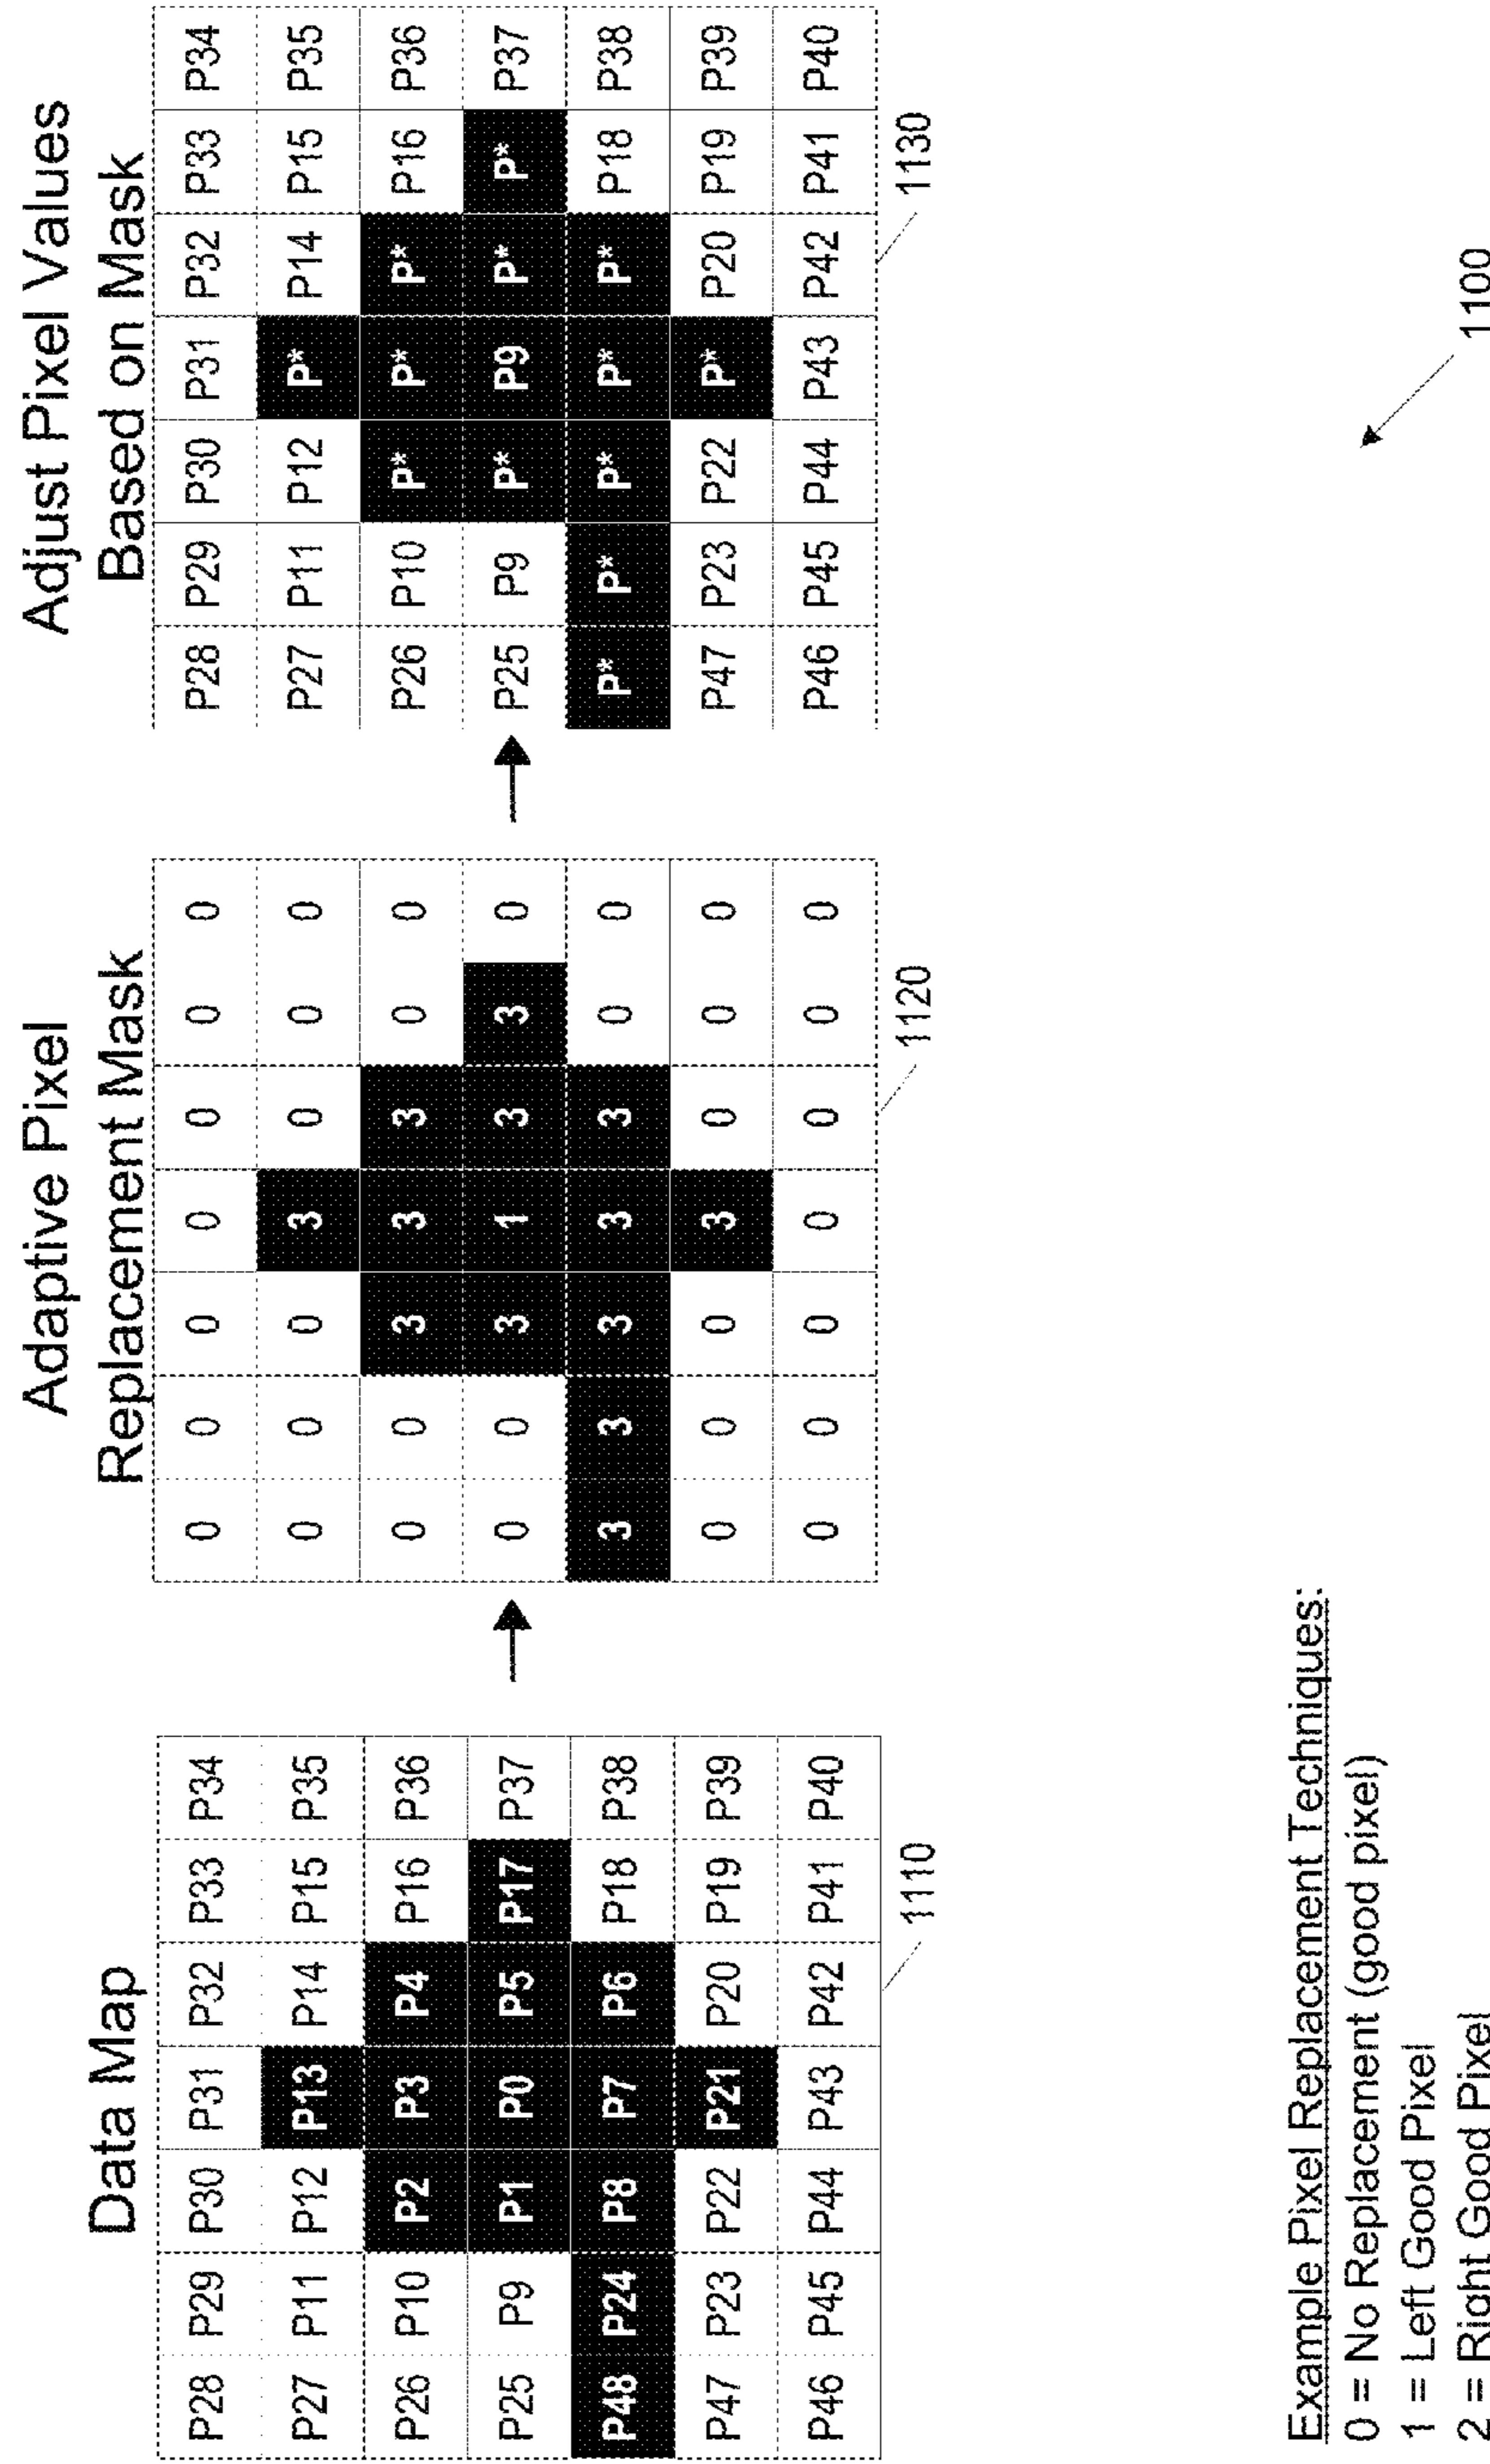 Data Map
P28 P29 P30 P31 P32 P33 P34
P27 P11 P12 P13 P14 P15 P35
P26 P10 P2 P3 P4 P16 P36
P25 P9 P1 P0 P5 P17 P37
P48 P24 P8 P7 P6 P18 P38
P47 P23 P22 P21 P20 P19 P39
P46 P45 P44 P43 P42 P41 P40
1110
Adaptive Pixel
Replacement Mask
0 0 0 0 0 0 0
0 0 0 3 0 0 0
0 0 3 3 3 0 0
0 0 3 1 3 3 0
3 3 3 3 3 0 0
0 0 0 3 0 0 0
0 0 0 0 0 0 0
1120
Adjust Pixel Values
Based on Mask
P28 P29 P30 P31 P32 P33 P34
P27 P11 P12 P* P14 P15 P35
P26 P10 P* P* P* P16 P36
P25 P9 P* P9 P* P* P37
P* P* P* P* P* P18 P38
P47 P23 P22 P* P20 P19 P39
P46 P45 P44 P43 P42 P41 P40
1130
Example Pixel Replacement Techniques:
0 = No Replacement (good pixel)
1 = Left Good Pixel
2 = Right Good Pixel
1100